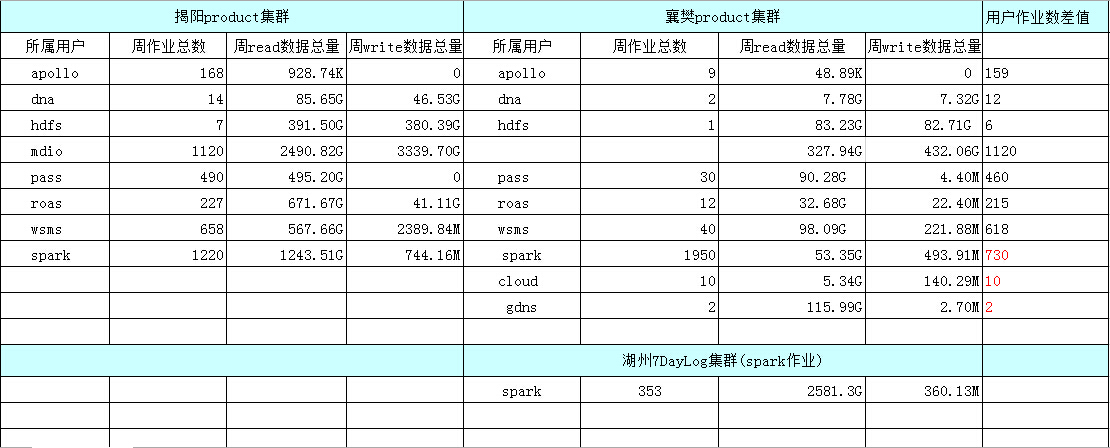 揭阳product集群 襄樊product集群 用户作业数差值
所属用户 周作业总数 周read数据总量 周write数据总量 所属用户 周作业总数 周read数据总量 周write数据总量
apollo 168 928.74K 0 apollo 9 48.89K 0 159
dna 14 85.65G 46.53G dna 2 7.78G 7.32G 12
hdfs 7 391.50G 380.39G hdfs 1 83.23G 82.71G 6
mdio 1120 2490.82G 3339.70G 327.94G 432.06G 1120
pass 490 495.20G 0 pass 30 90.28G 4.40M 460
roas 227 671.67G 41.11G roas 12 32.68G 22.40M 215
wsms 658 567.66G 2389.84M wsms 40 98.09G 221.88M 618
spark 1220 1243.51G 744.16M spark 1950 53.35G 493.91M 730
cloud 10 5.34G 140.29M 10
gdns 2 115.99G 2.70M 2
湖州7DayLog集群(spark作业)
spark 353 2581.3G 360.13M